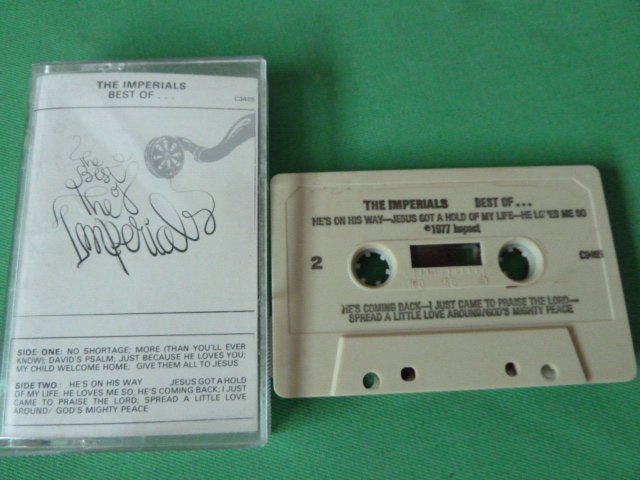 THE IMPERIALS
BEST OF . . .
C3405
The
Best
of
the
Imperials
SIDE ONE: NO SHORTAGE; MORE (THAN YOU'LL EVER
KNOW); DAVID'S PSALM; JUST BECAUSE HE LOVES YOU;
MY CHILD WELCOME HOME; GIVE THEM ALL TO JESUS
SIDE TWO: HE'S ON HIS WAY JESUS GOT A HOLD
OF MY LIFE; HE LOVES ME SO; HE'S COMING BACK; I JUST
CAME TO PRAISE THE LORD; SPREAD A LITTLE LOVE
AROUND/ GOD'S MIGHTY PEACE
THE IMPERIALS BEST OF . . .
HE'S ON HIS WAY—JESUS GOT A HOLD OF MY LIFE—HE LOVES ME SO
©1977 Impact
2
HE'S COMING BACK—I JUST CAME TO PRAISE THE LORD—
SPREAD A LITTLE LOVE AROUND/GOD'S MIGHTY PEACE